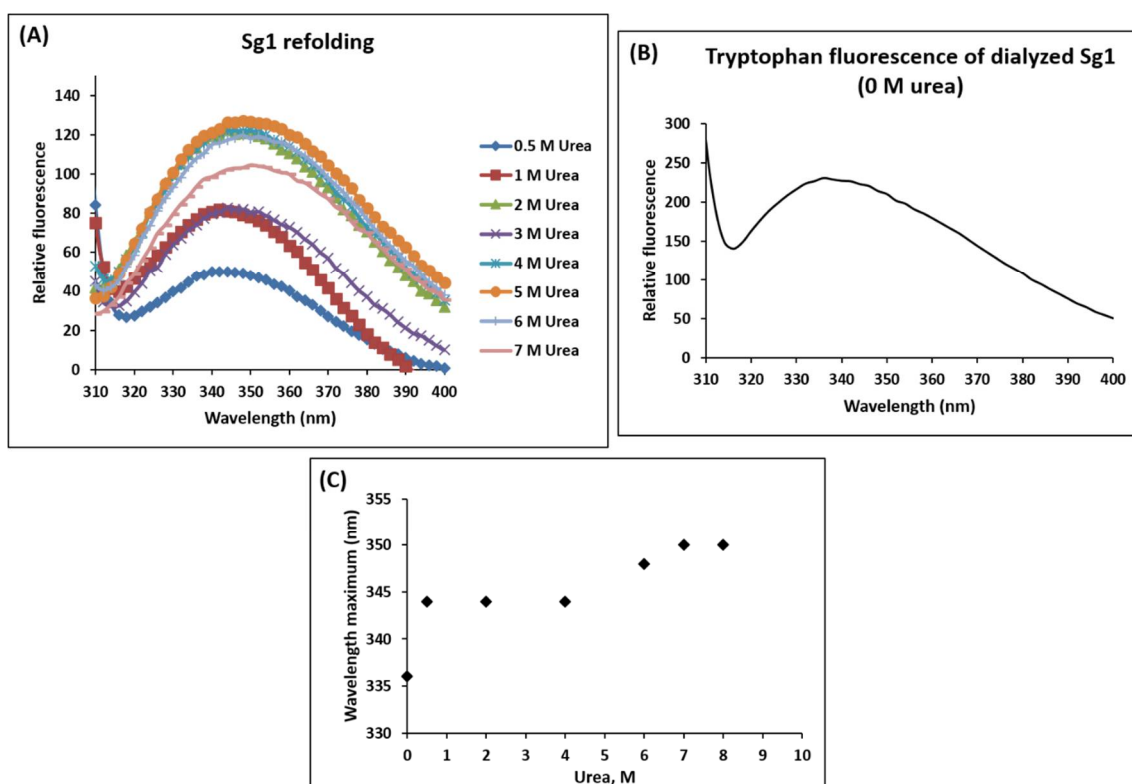 (A)
Sg1 refolding
Relative fluorescence
140
120
100
80
60
40
20
0
310 320 330 340 350 360 370 380 390 400
Wavelength (nm)
0.5 M Urea
1 M Urea
2 M Urea
3 M Urea
4 M Urea
5 M Urea
6 M Urea
7 M Urea
(B)
Tryptophan fluorescence of dialyzed Sg1
(0 M urea)
Relative fluorescence
300
250
200
150
100
50
0
310 320 330 340 350 360 370 380 390 400
Wavelength (nm)
(C)
Wavelength maximum (nm)
355
350
345
340
335
330
0 1 2 3 4 5 6 7 8 9 10
Urea, M